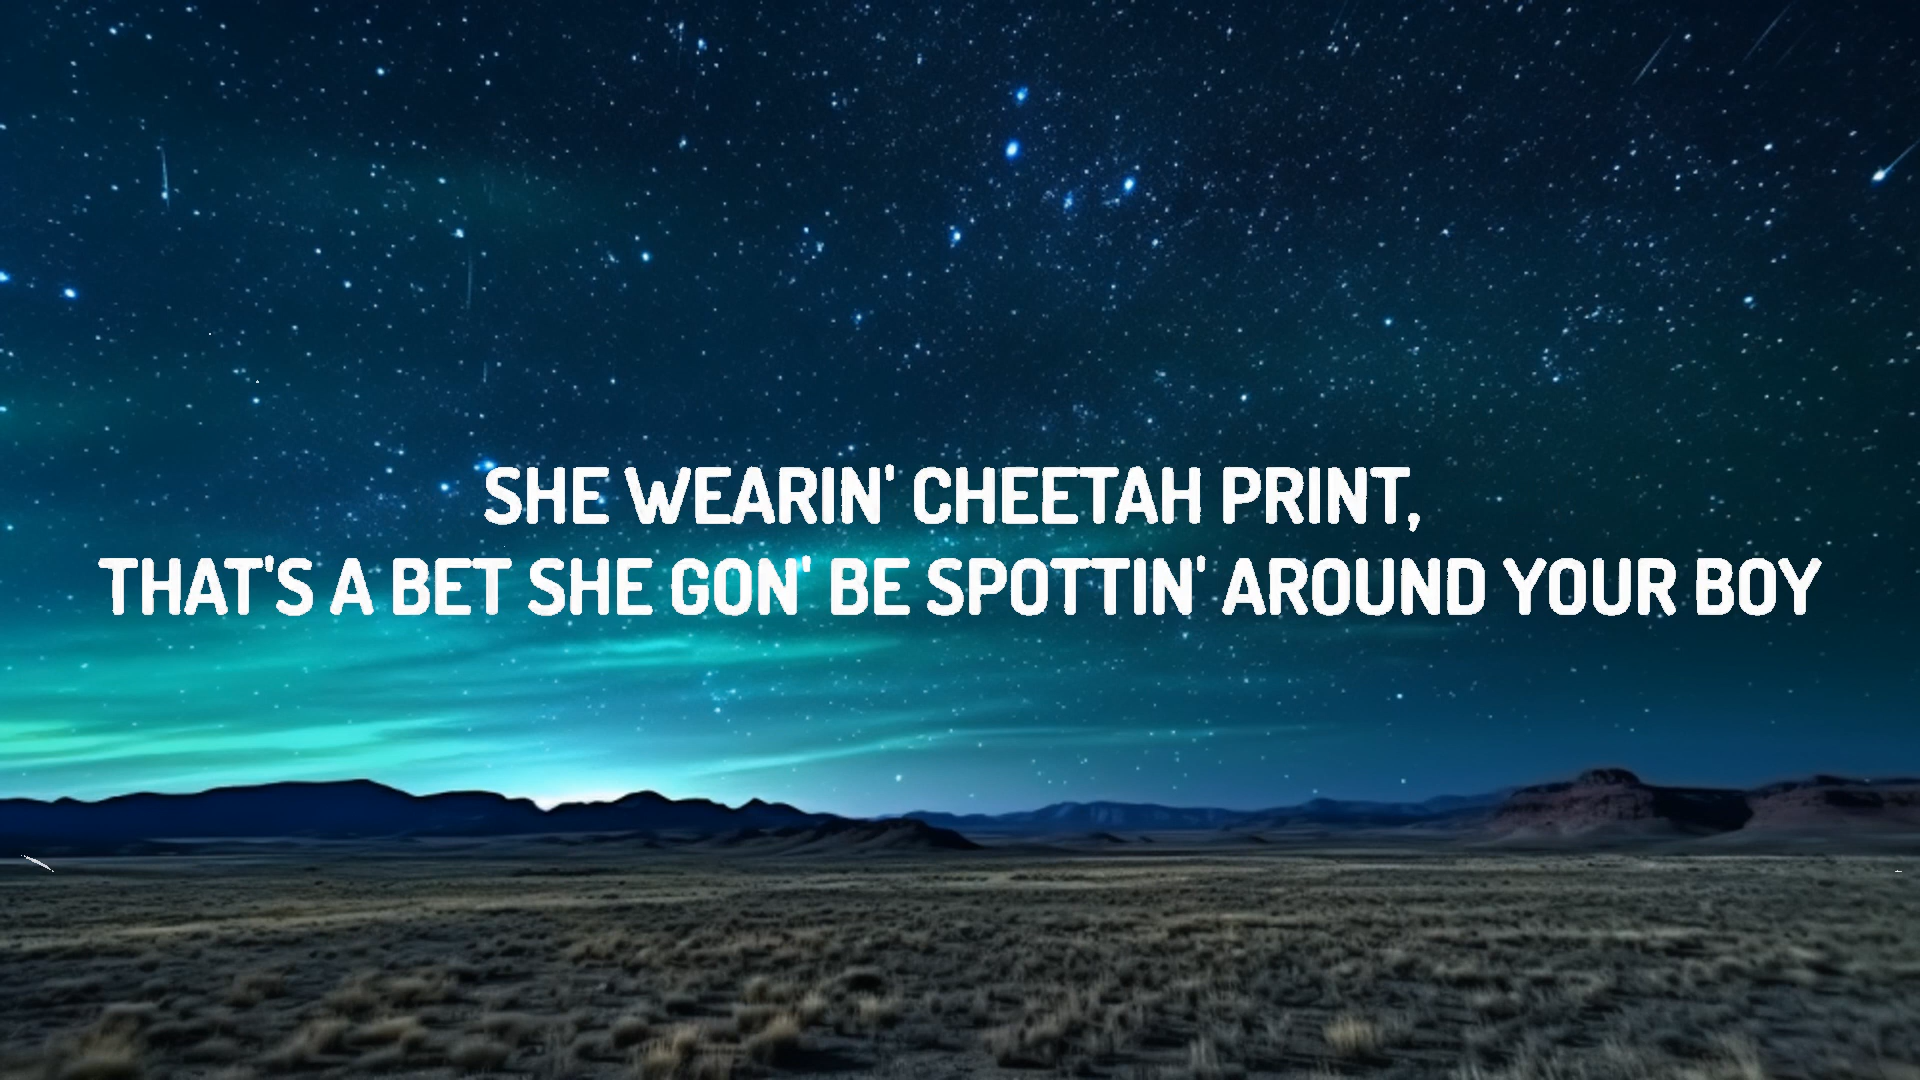 SHE WEARIN' CHEETAH PRINT,
THAT'S A BET SHE GON' BE SPOTTIN' AROUND YOUR BOY